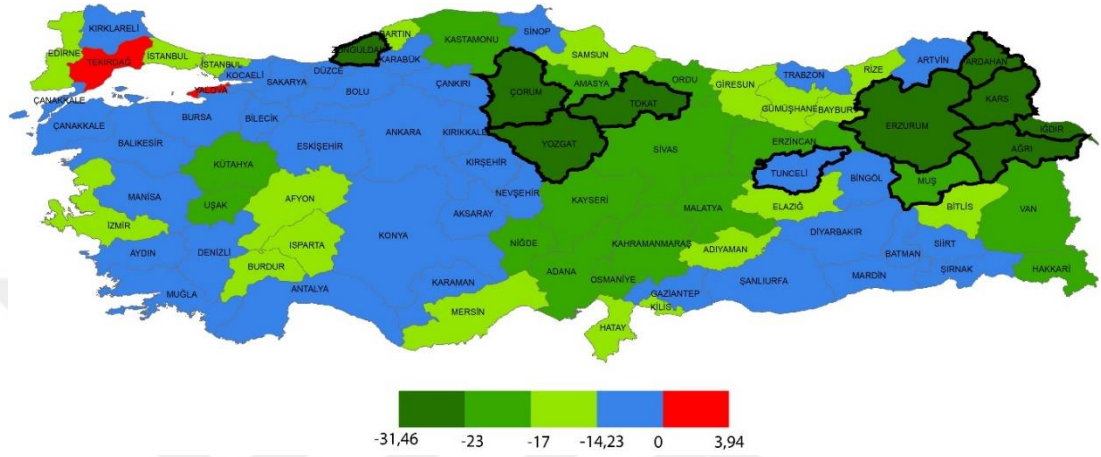 KIRKLARELİ
EDİRNE
TEKİRDAĞ
İSTANBUL
İSTANBUL
KOCAELİ
YALOVA
SAKARYA
DÜZCE
ZONGULDAK
BARTIN
KARABÜK
KASTAMONU
SİNOP
SAMSUN
ÇANAKKALE
ÇANAKKALE
BURSA
BİLECİK
BOLU
ÇANKIRI
ÇORUM
AMASYA
ORDU
TOKAT
GİRESUN
TRABZON
RİZE
ARTVİN
ARDAHAN
GÜMÜŞHANE
BAYBURT
KARS
ERZURUM
IĞDIR
AĞRI
BALIKESİR
ESKİŞEHİR
ANKARA
KIRIKKALE
YOZGAT
SİVAS
ERZİNCAN
KÜTAHYA
KIRŞEHİR
TUNCELİ
BİNGÖL
MUŞ
MANİSA
UŞAK
AFYON
NEVŞEHİR
KAYSERİ
MALATYA
ELAZIĞ
BİTLİS
VAN
İZMİR
AKSARAY
AYDIN
DENİZLİ
ISPARTA
KONYA
NİĞDE
KAHRAMANMARAŞ
ADIYAMAN
DİYARBAKIR
BATMAN
SİİRT
BURDUR
ŞIRNAK
HAKKARİ
MUĞLA
ANTALYA
KARAMAN
ADANA
OSMANİYE
GAZİANTEP
ŞANLIURFA
MARDİN
MERSİN
KİLİS
HATAY
-31,46 -23 -17 -14,23 0 3,94